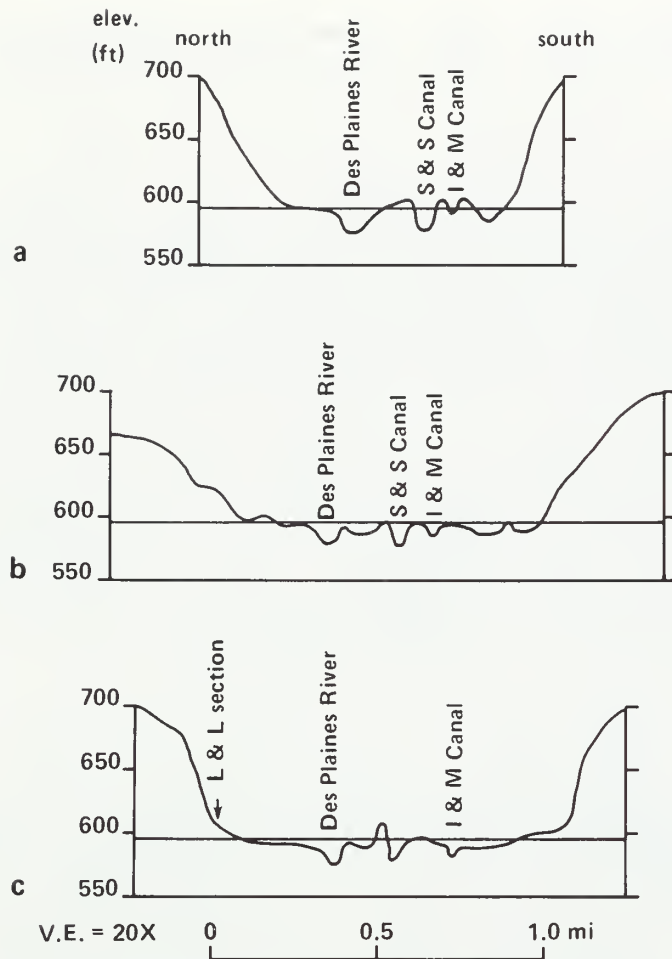 elev.
(ft)
north
south
Des Plaines River
S & S Canal
I & M Canal
700
650
600
550
a
Des Plaines River
S & S Canal
I & M Canal
700
650
600
550
b
L & L section
Des Plaines River
I & M Canal
700
650
600
550
c
V.E. = 20X
0
0.5
1.0 mi